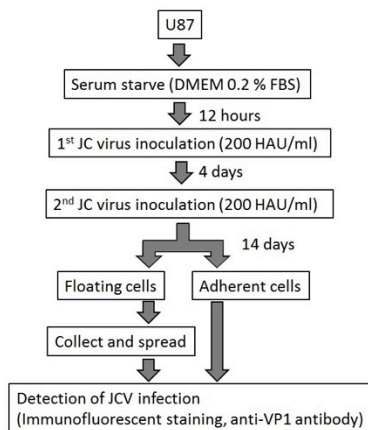 U87
Serum starve (DMEM 0.2 % FBS)
12 hours
1st JC virus inoculation (200 HAU/ml)
4 days
2nd JC virus inoculation (200 HAU/ml)
14 days
Floating cells
Adherent cells
Collect and spread
Detection of JCV infection
(Immunofluorescent staining, anti-VP1 antibody)